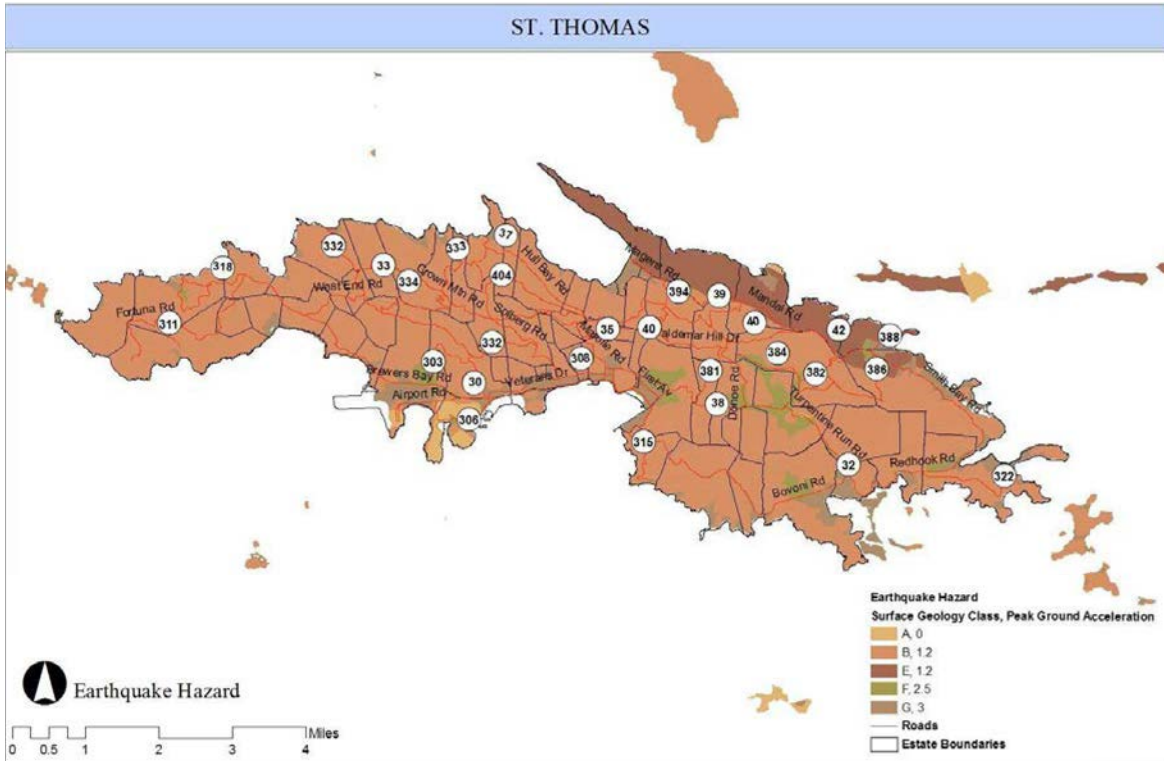 ST. THOMAS
37
332
333
318
33
334
404
Hull Bay Rd
Crown Mtn Rd
West End Rd
Magens Rd
394
39
Mandal Rd
Fortuna Rd
311
Solberg Rd
35
40
40
42
388
aldemar Hill Dr
332
308
384
386
303
381
382
Smith Bay Rd
Brewers Bay Rd
30
Veterans Dr
Donoe Rd
Airport Rd
38
Turpentine Run Rd
306
315
32
Redhook Rd
322
Bovoni Rd
Earthquake Hazard
Surface Geology Class, Peak Ground Acceleration
A, 0
B, 1.2
E, 1.2
F, 2.5
G, 3
Roads
Estate Boundaries
Earthquake Hazard
Miles
0 0.5 1 2 3 4